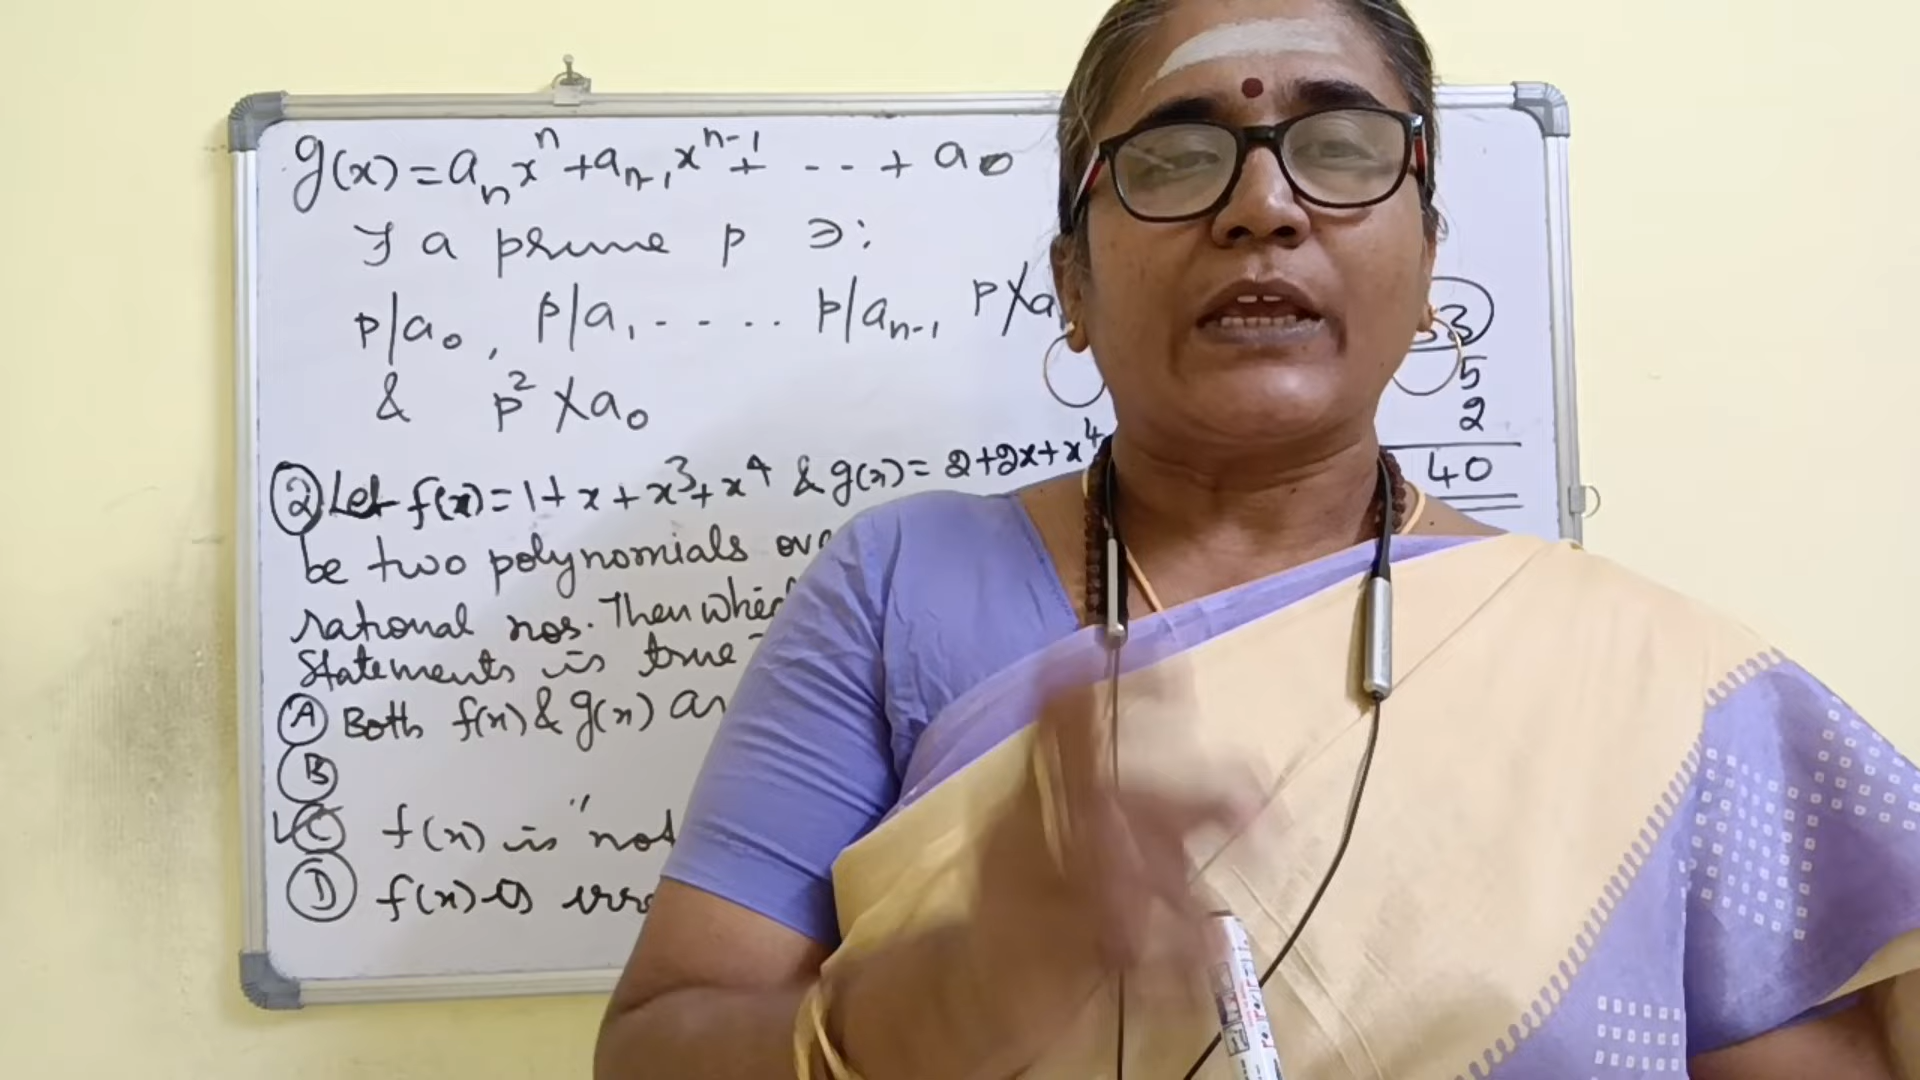 g(x) = aₙxⁿ + aₙ₋₁xⁿ⁻¹ + - .. + a₀
∃ a prime p ∋:
p/a₀, p/a₁ - - . . p/aₙ₋₁, p∤a
& p² ∤ a₀
② Let f(x) = 1 + x + x³ + x⁴ & g(x) = 2+2x+x⁴
be two polynomials
rational nos. Then
statements is true
Ⓐ Both f(x) & g(x)
Ⓑ
✓Ⓒ f(x) is "not
Ⓓ f(x) is
3
5
2
40